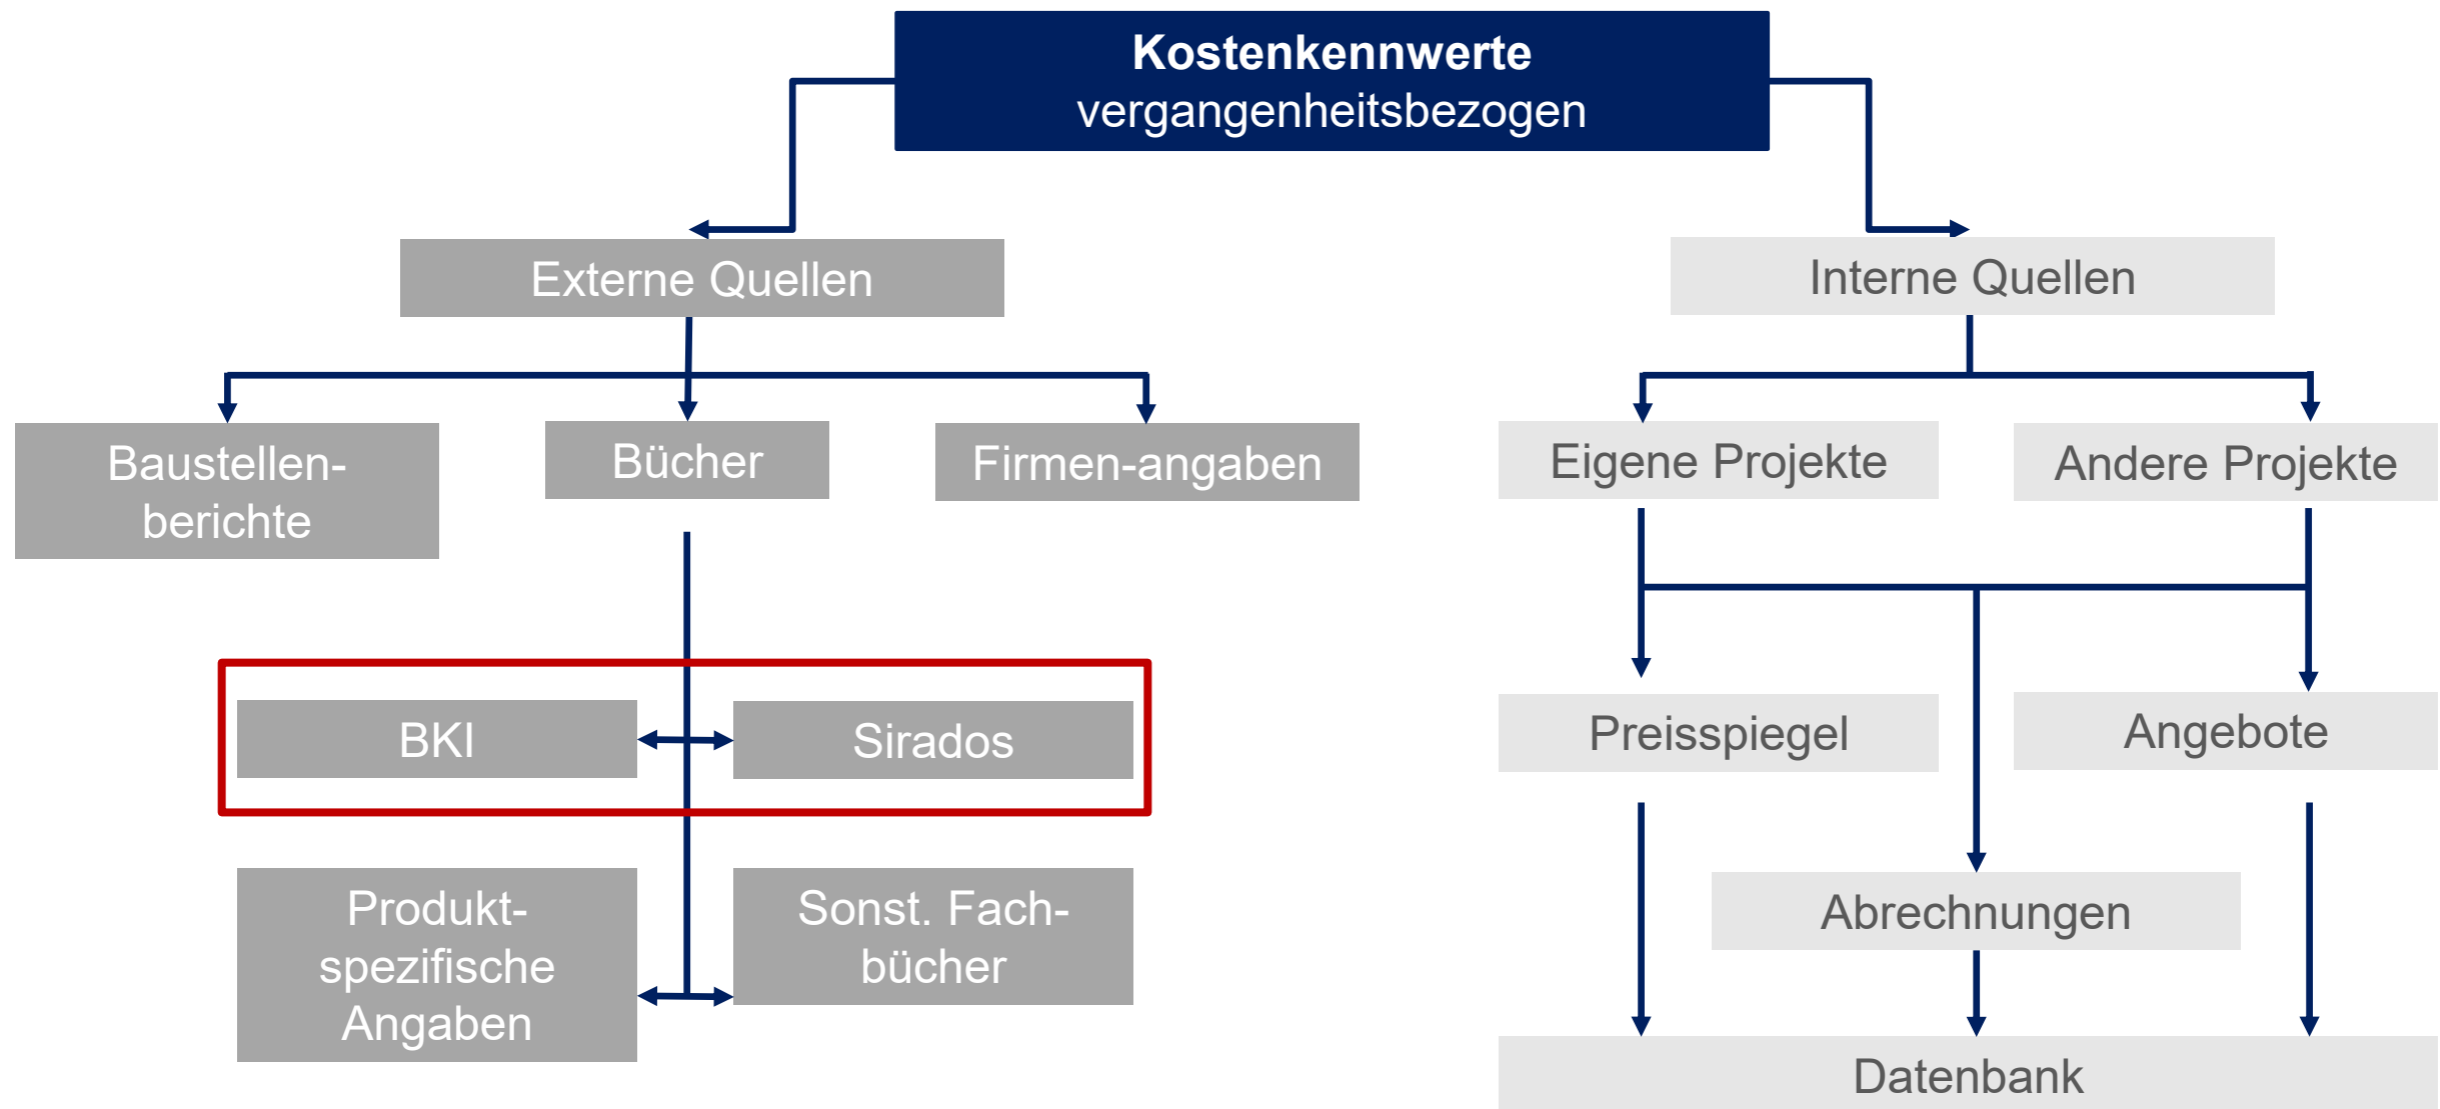 Kostenkennwerte
vergangenheitsbezogen
Externe Quellen
Interne Quellen
Baustellen-
berichte
Bücher
Firmen-angaben
Eigene Projekte
Andere Projekte
BKI
Sirados
Preisspiegel
Angebote
Produkt-
spezifische
Angaben
Sonst. Fach-
bücher
Abrechnungen
Datenbank